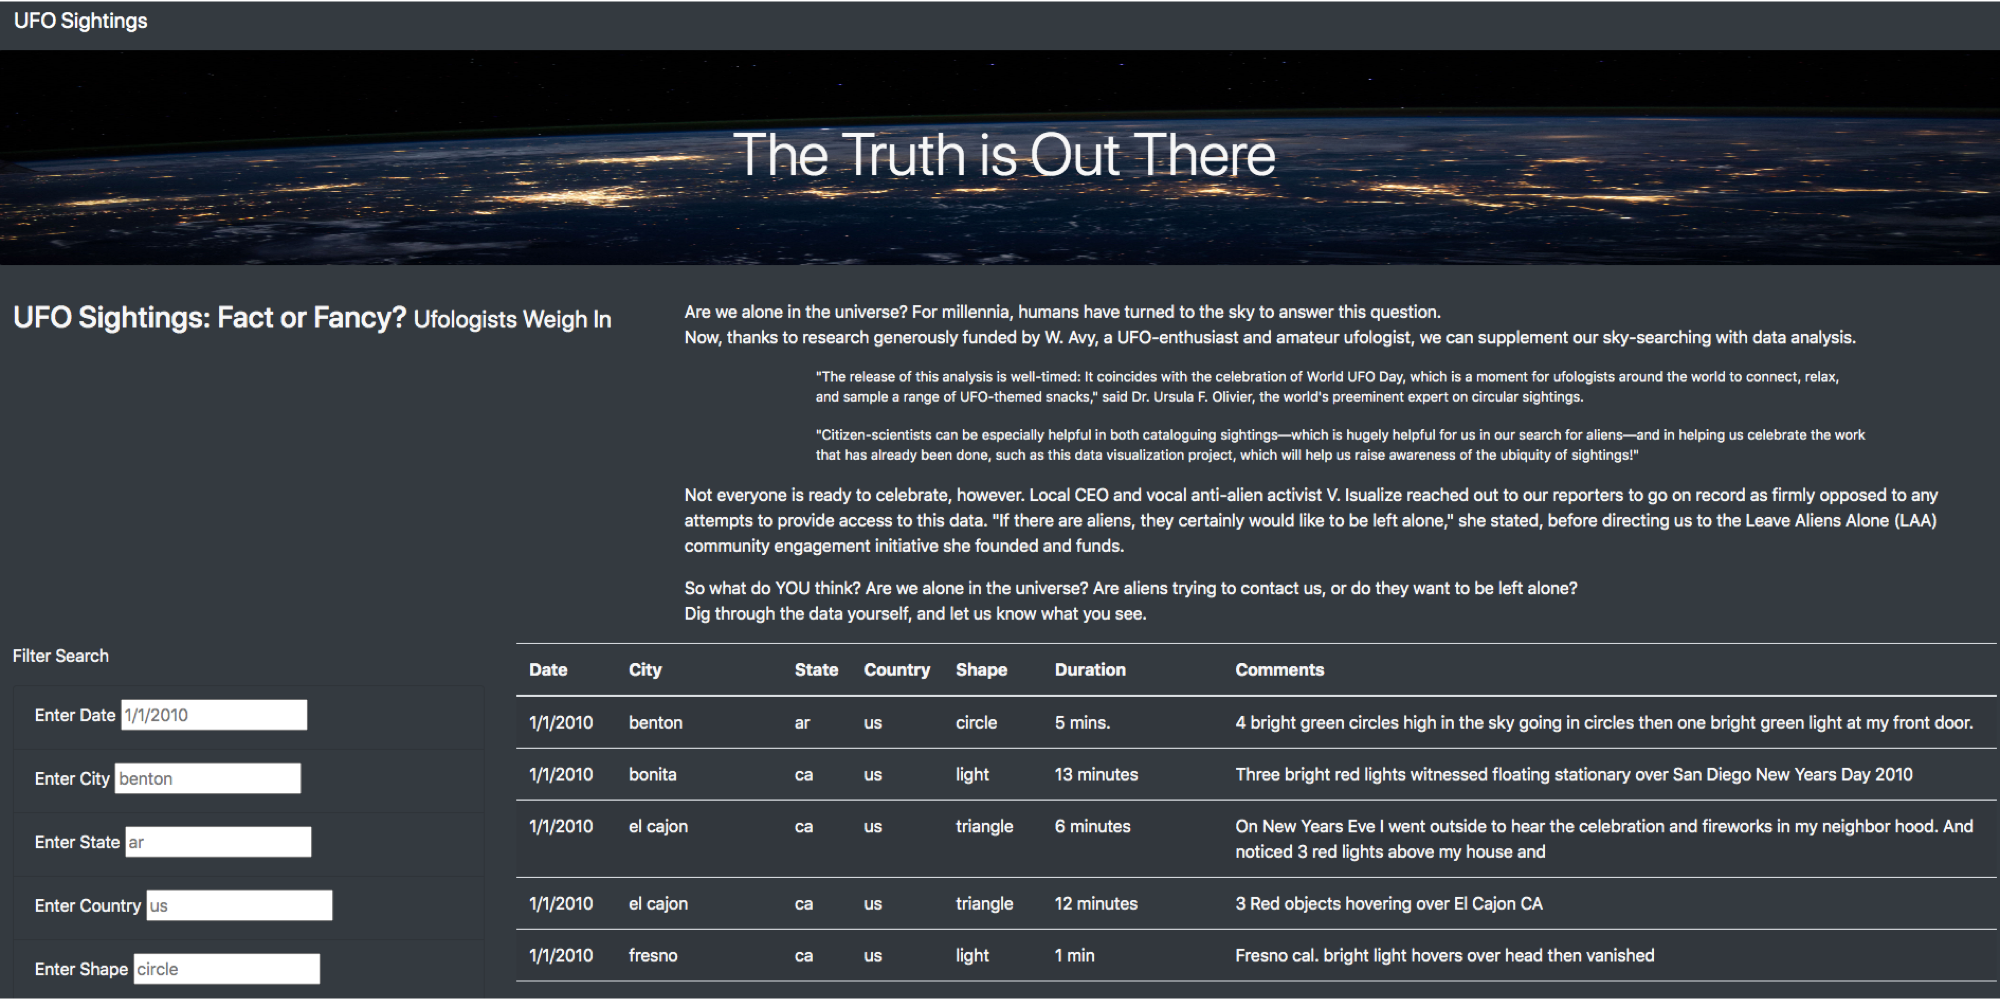 UFO Sightings
The Truth is Out There
UFO Sightings: Fact or Fancy? Ufologists Weigh In
Are we alone in the universe? For millennia, humans have turned to the sky to answer this question.
Now, thanks to research generously funded by W. Avy, a UFO-enthusiast and amateur ufologist, we can supplement our sky-searching with data analysis.
"The release of this analysis is well-timed: It coincides with the celebration of World UFO Day, which is a moment for ufologists around the world to connect, relax,
and sample a range of UFO-themed snacks," said Dr. Ursula F. Olivier, the world's preeminent expert on circular sightings.
"Citizen-scientists can be especially helpful in both cataloguing sightings—which is hugely helpful for us in our search for aliens—and in helping us celebrate the work
that has already been done, such as this data visualization project, which will help us raise awareness of the ubiquity of sightings!"
Not everyone is ready to celebrate, however. Local CEO and vocal anti-alien activist V. Isualize reached out to our reporters to go on record as firmly opposed to any
attempts to provide access to this data. "If there are aliens, they certainly would like to be left alone," she stated, before directing us to the Leave Aliens Alone (LAA)
community engagement initiative she founded and funds.
So what do YOU think? Are we alone in the universe? Are aliens trying to contact us, or do they want to be left alone?
Dig through the data yourself, and let us know what you see.
Filter Search
Enter Date 1/1/2010
Enter City benton
Enter State ar
Enter Country us
Enter Shape circle
Date City State Country Shape Duration Comments
1/1/2010 benton ar us circle 5 mins. 4 bright green circles high in the sky going in circles then one bright green light at my front door.
1/1/2010 bonita ca us light 13 minutes Three bright red lights witnessed floating stationary over San Diego New Years Day 2010
1/1/2010 el cajon ca us triangle 6 minutes On New Years Eve I went outside to hear the celebration and fireworks in my neighbor hood. And
noticed 3 red lights above my house and
1/1/2010 el cajon ca us triangle 12 minutes 3 Red objects hovering over El Cajon CA
1/1/2010 fresno ca us light 1 min Fresno cal. bright light hovers over head then vanished